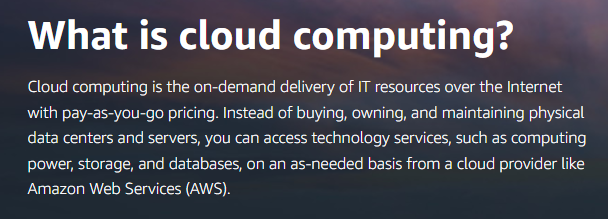 What is cloud computing?
Cloud computing is the on-demand delivery of IT resources over the Internet
with pay-as-you-go pricing. Instead of buying, owning, and maintaining physical
data centers and servers, you can access technology services, such as computing
power, storage, and databases, on an as-needed basis from a cloud provider like
Amazon Web Services (AWS).